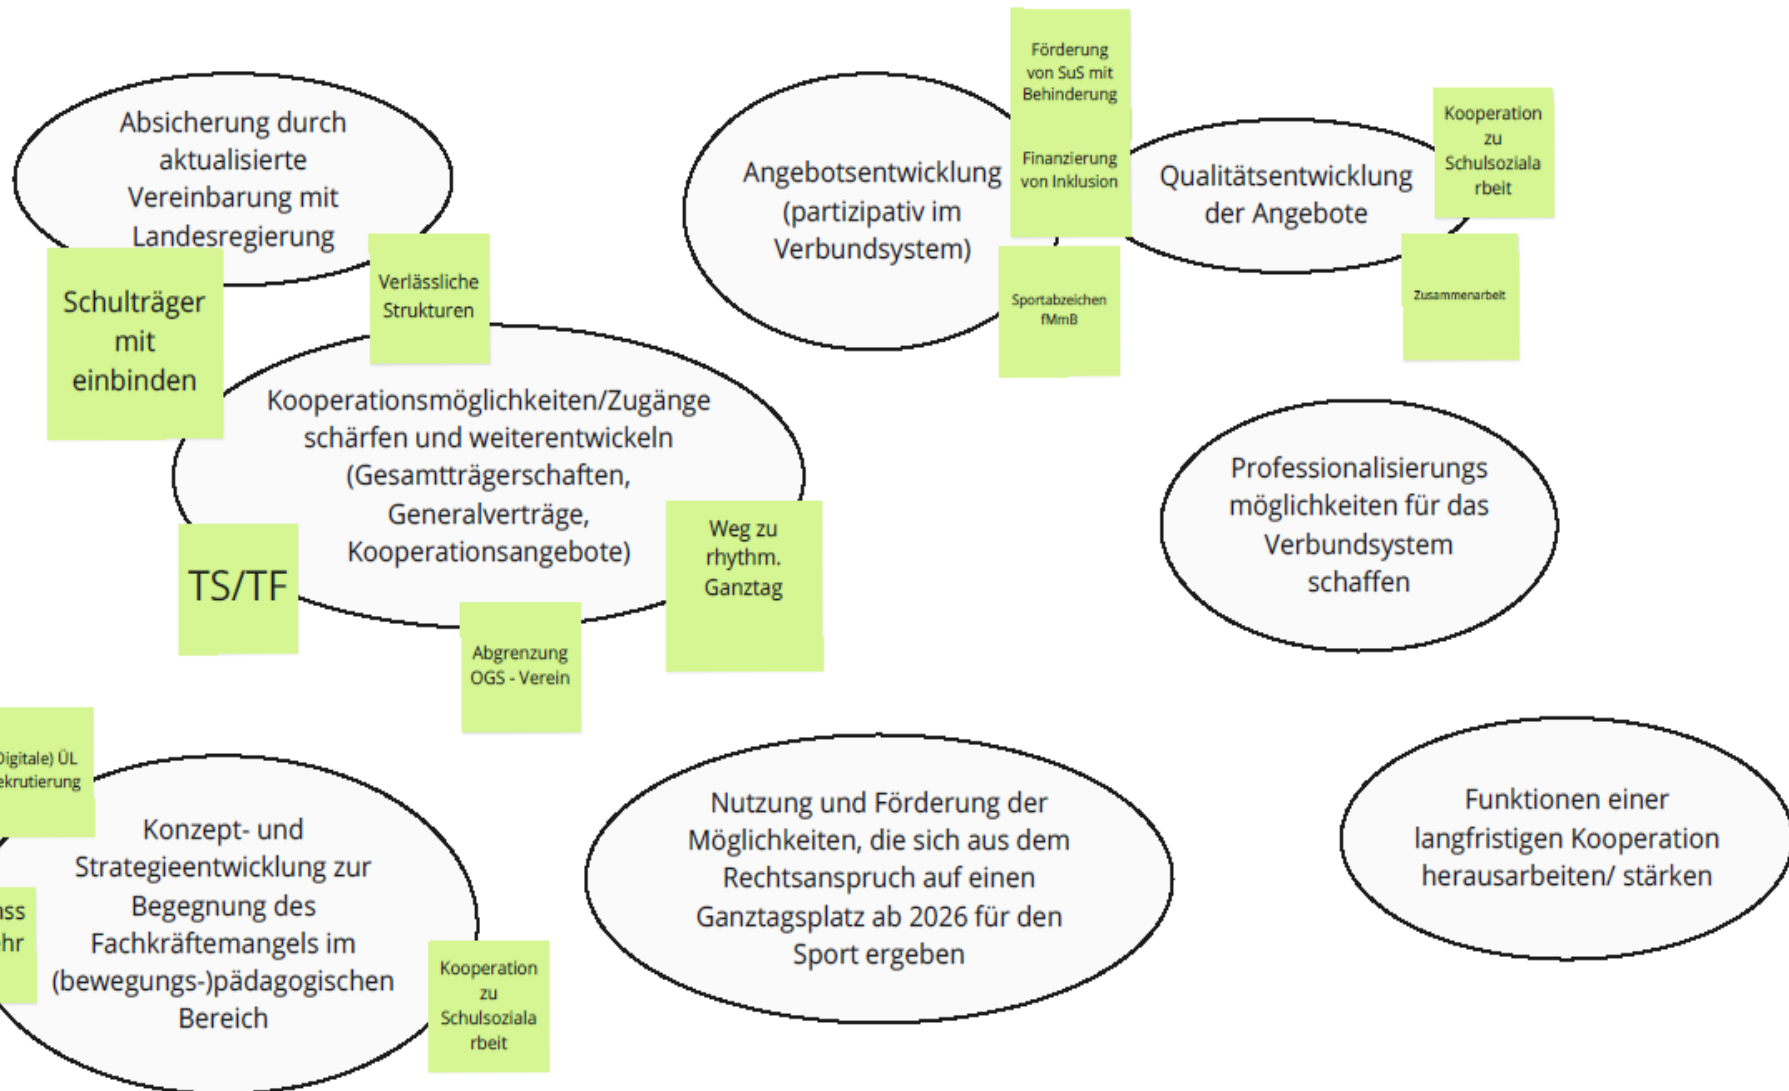 Absicherung durch
aktualisierte
Vereinbarung mit
Landesregierung
Schulträger
mit
einbinden
Verlässliche
Strukturen
Kooperationsmöglichkeiten/Zugänge
schärfen und weiterentwickeln
(Gesamtträgerschaften,
Generalverträge,
Kooperationsangebote)
TS/TF
Abgrenzung
OGS - Verein
Weg zu
rhythm.
Ganztag
Angebotsentwicklung
(partizipativ im
Verbundsystem)
Förderung
von SuS mit
Behinderung
Finanzierung
von Inklusion
Sportabzeichen
fMmB
Qualitätsentwicklung
der Angebote
Kooperation
zu
Schulsoziala
rbeit
Zusammenarbeit
Professionalisierungs
möglichkeiten für das
Verbundsystem
schaffen
Digitale) ÜL
ekrutierung
Konzept- und
Strategieentwicklung zur
Begegnung des
Fachkräftemangels im
(bewegungs-)pädagogischen
Bereich
Kooperation
zu
Schulsoziala
rbeit
Nutzung und Förderung der
Möglichkeiten, die sich aus dem
Rechtsanspruch auf einen
Ganztagsplatz ab 2026 für den
Sport ergeben
Funktionen einer
langfristigen Kooperation
herausarbeiten/ stärken